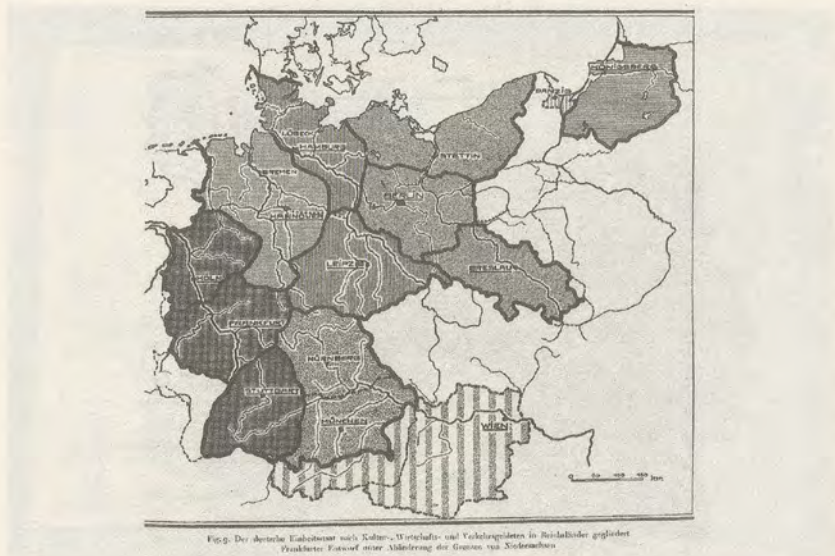 KÖNIGSBERG
DANZIG
LÜBECK
HAMBURG
STETTIN
BREMEN
BERLIN
HANNOVER
KÖLN
LEIPZIG
BRESLAU
FRANKFURT
NÜRNBERG
STUTTGART
MÜNCHEN
WIEN
km
Fig. 9. Der deutsche Einheitsstaat nach Kultur-, Wirtschafts- und Verkehrsgebieten in Reichsländer gegliedert
Frankfurter Entwurf unter Abänderung der Grenzen von Niedersachsen